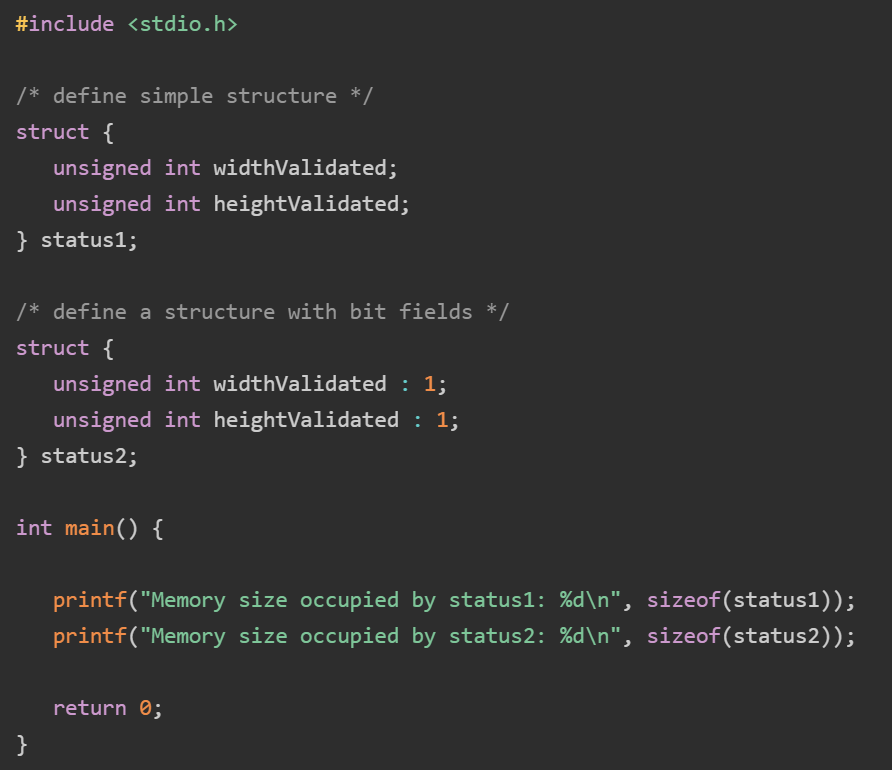 #include <stdio.h>

/* define simple structure */
struct {
   unsigned int widthValidated;
   unsigned int heightValidated;
} status1;

/* define a structure with bit fields */
struct {
   unsigned int widthValidated : 1;
   unsigned int heightValidated : 1;
} status2;

int main() {

   printf("Memory size occupied by status1: %d\n", sizeof(status1));
   printf("Memory size occupied by status2: %d\n", sizeof(status2));

   return 0;
}